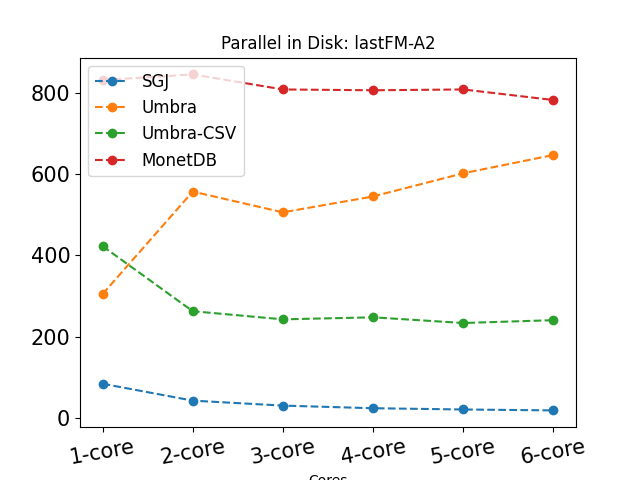 Parallel in Disk: lastFM-A2
SGJ
Umbra
Umbra-CSV
MonetDB
800
600
400
200
0
1-core
2-core
3-core
4-core
5-core
6-core
Cores